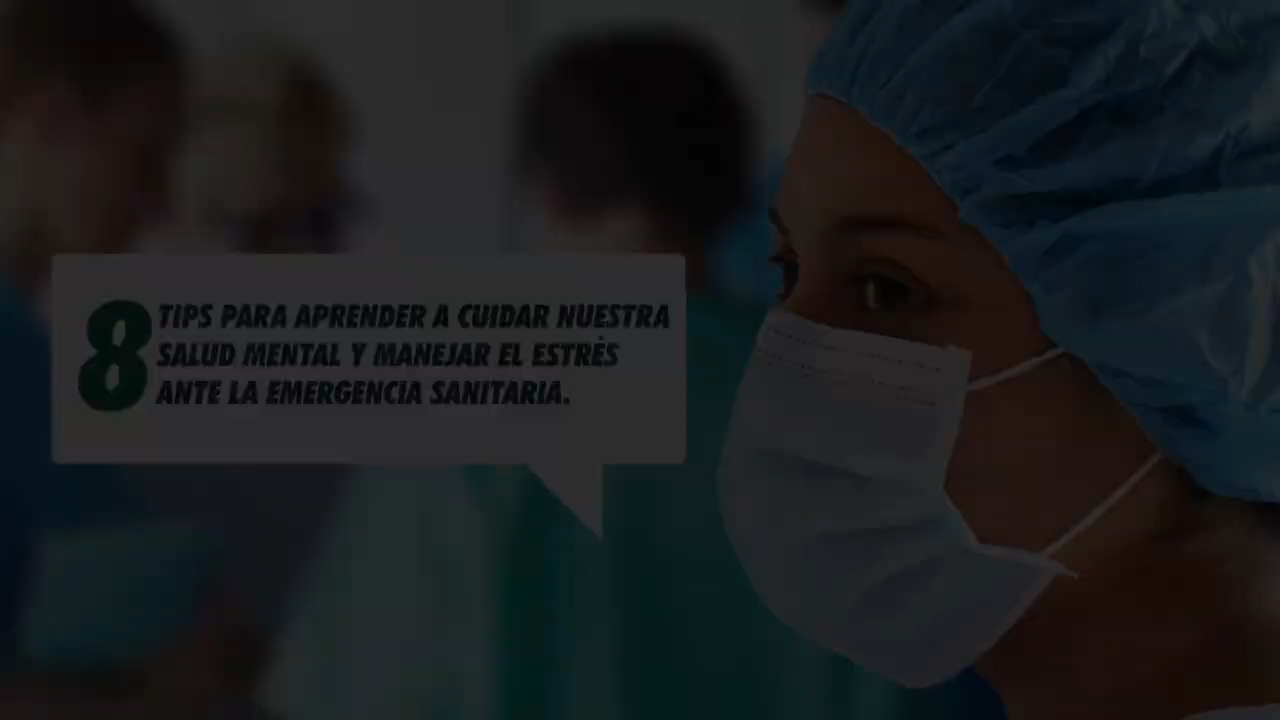 8 TIPS PARA APRENDER A CUIDAR NUESTRA
SALUD MENTAL Y MANEJAR EL ESTRÉS
ANTE LA EMERGENCIA SANITARIA.